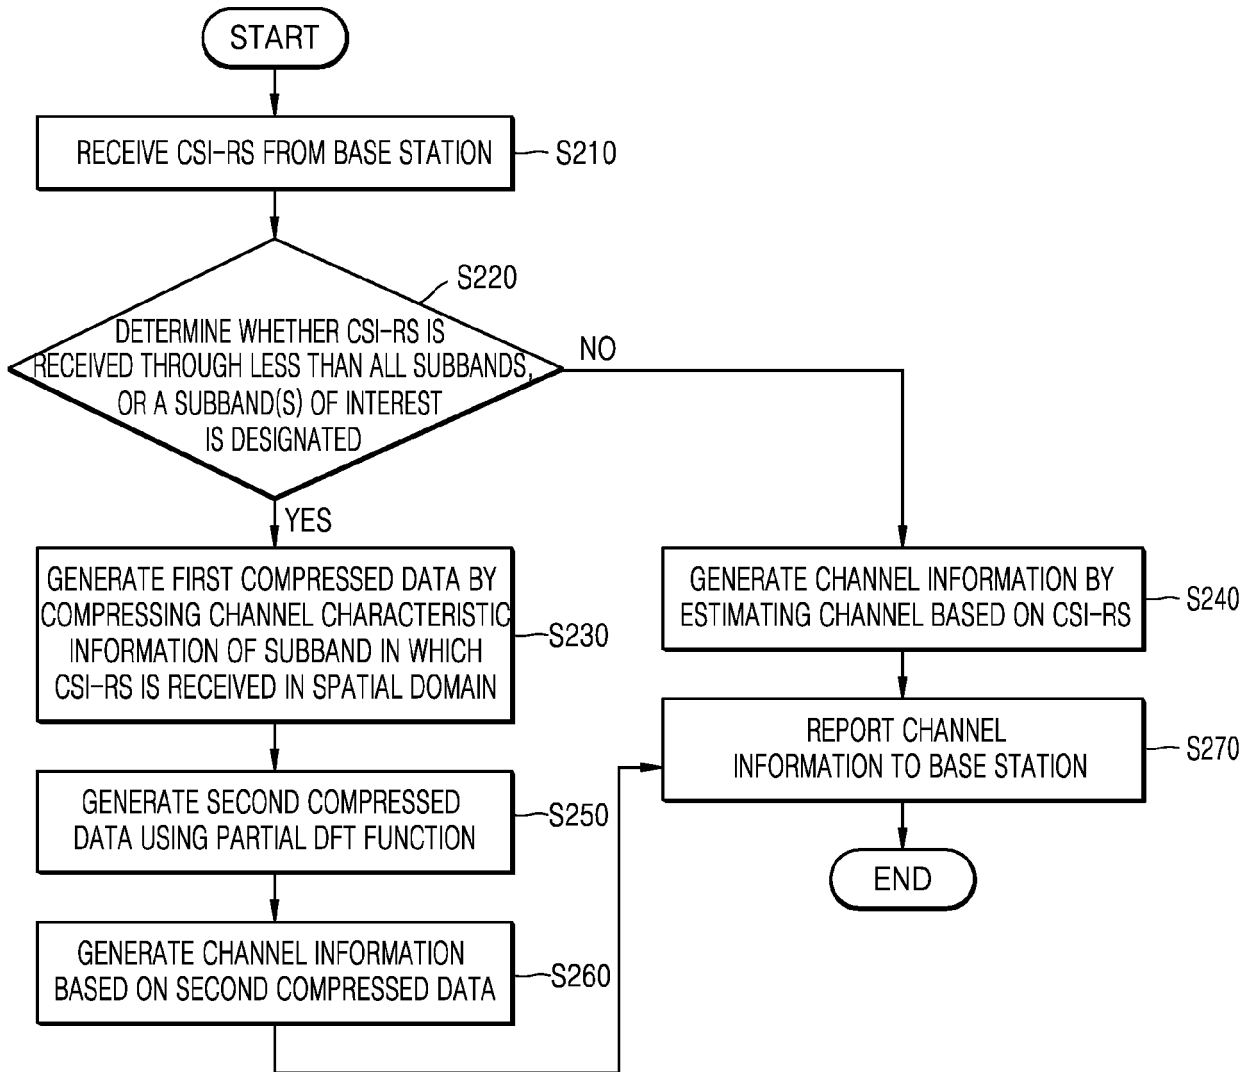 START
RECEIVE CSI-RS FROM BASE STATION
S210
S220
DETERMINE WHETHER CSI-RS IS
RECEIVED THROUGH LESS THAN ALL SUBBANDS,
OR A SUBBAND(S) OF INTEREST
IS DESIGNATED
NO
YES
GENERATE FIRST COMPRESSED DATA BY
COMPRESSING CHANNEL CHARACTERISTIC
INFORMATION OF SUBBAND IN WHICH
CSI-RS IS RECEIVED IN SPATIAL DOMAIN
S230
GENERATE CHANNEL INFORMATION BY
ESTIMATING CHANNEL BASED ON CSI-RS
S240
GENERATE SECOND COMPRESSED
DATA USING PARTIAL DFT FUNCTION
S250
GENERATE CHANNEL INFORMATION
BASED ON SECOND COMPRESSED DATA
S260
REPORT CHANNEL
INFORMATION TO BASE STATION
S270
END